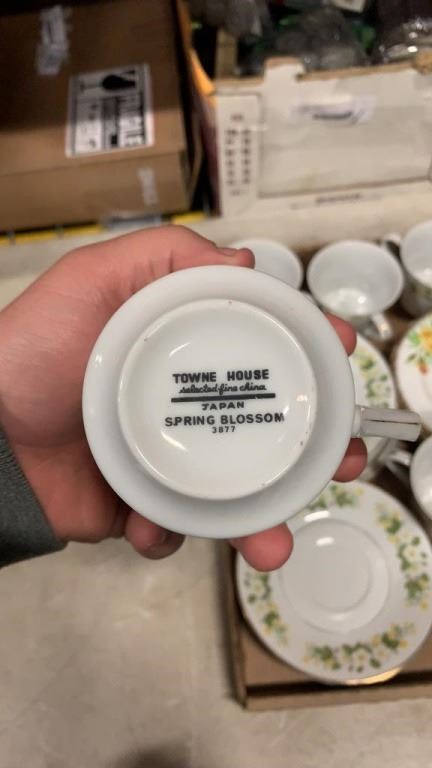 TOWNE HOUSE
selected fine china
JAPAN
SPRING BLOSSOM
3877